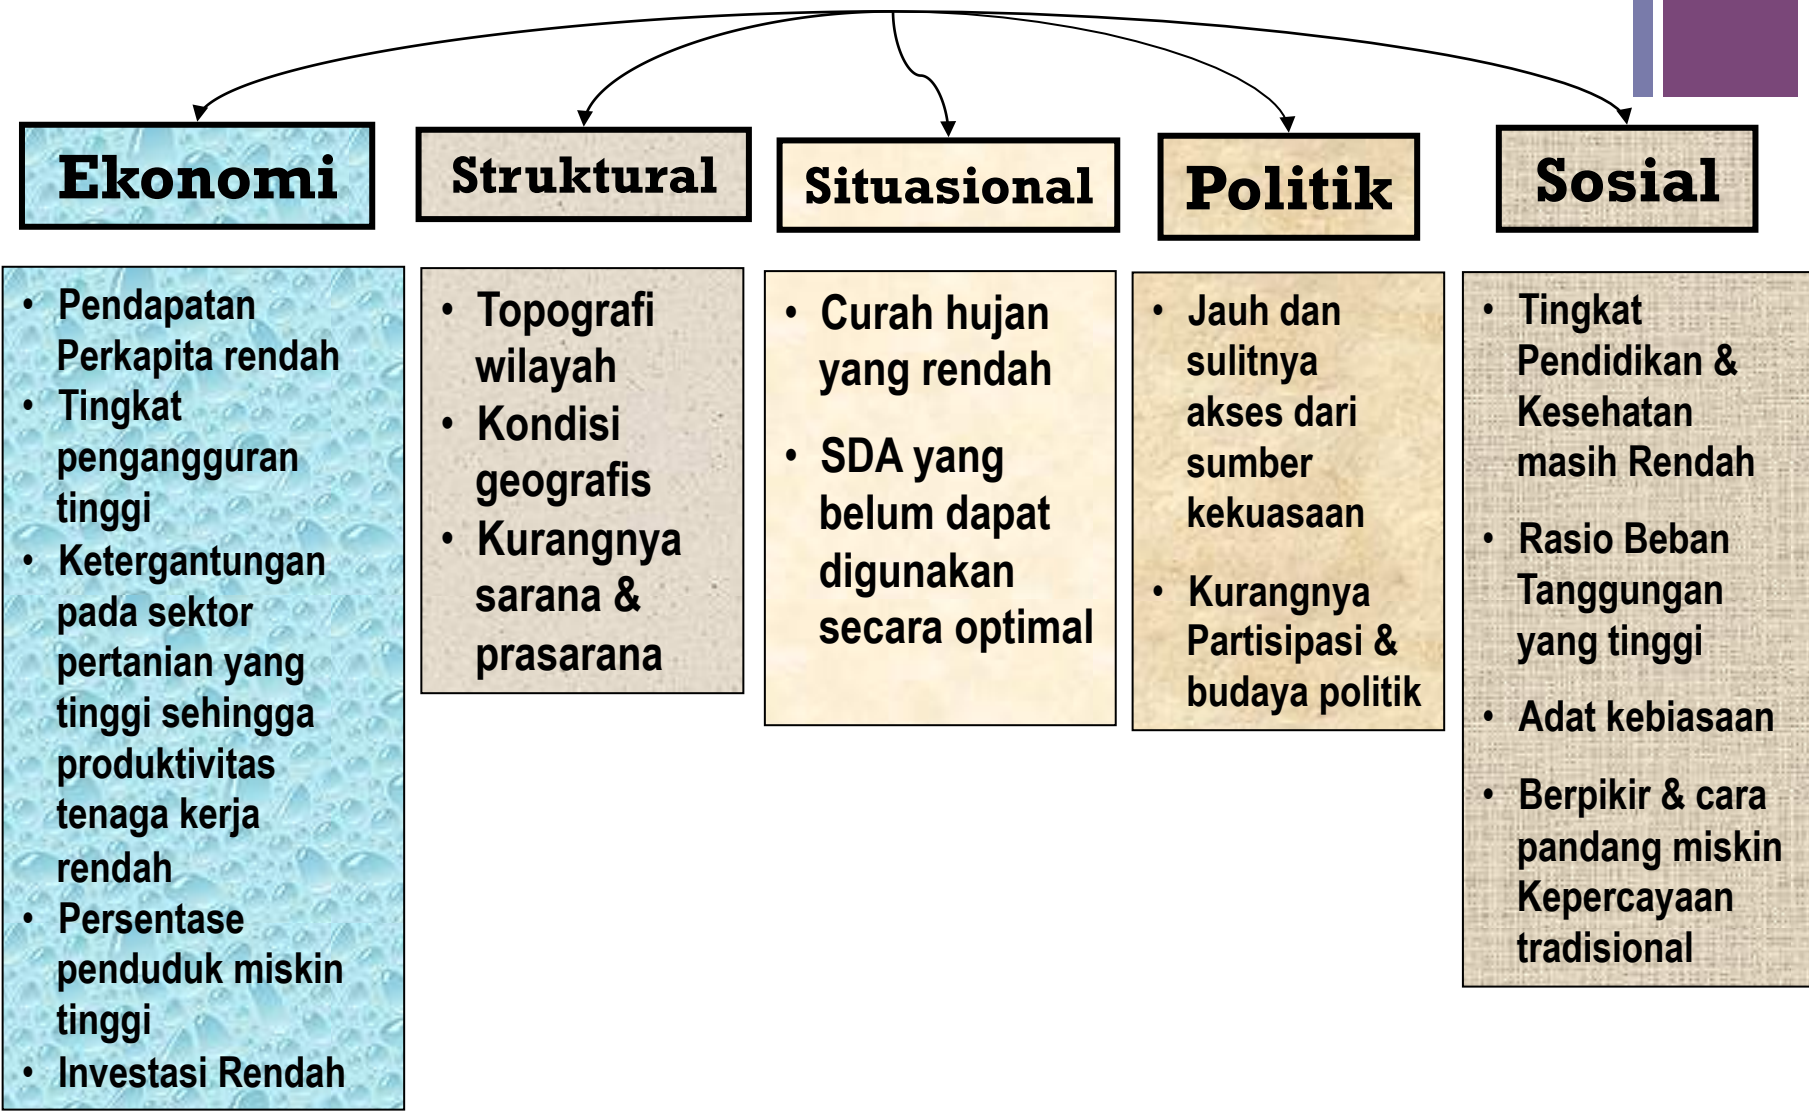 Ekonomi
Struktural
Situasional
Politik
Sosial
• Pendapatan
Perkapita rendah
• Tingkat
pengangguran
tinggi
• Ketergantungan
pada sektor
pertanian yang
tinggi sehingga
produktivitas
tenaga kerja
rendah
• Persentase
penduduk miskin
tinggi
• Investasi Rendah
• Topografi
wilayah
• Kondisi
geografis
• Kurangnya
sarana &
prasarana
• Curah hujan
yang rendah
• SDA yang
belum dapat
digunakan
secara optimal
• Jauh dan
sulitnya
akses dari
sumber
kekuasaan
• Kurangnya
Partisipasi &
budaya politik
• Tingkat
Pendidikan &
Kesehatan
masih Rendah
• Rasio Beban
Tanggungan
yang tinggi
• Adat kebiasaan
• Berpikir & cara
pandang miskin
Kepercayaan
tradisional